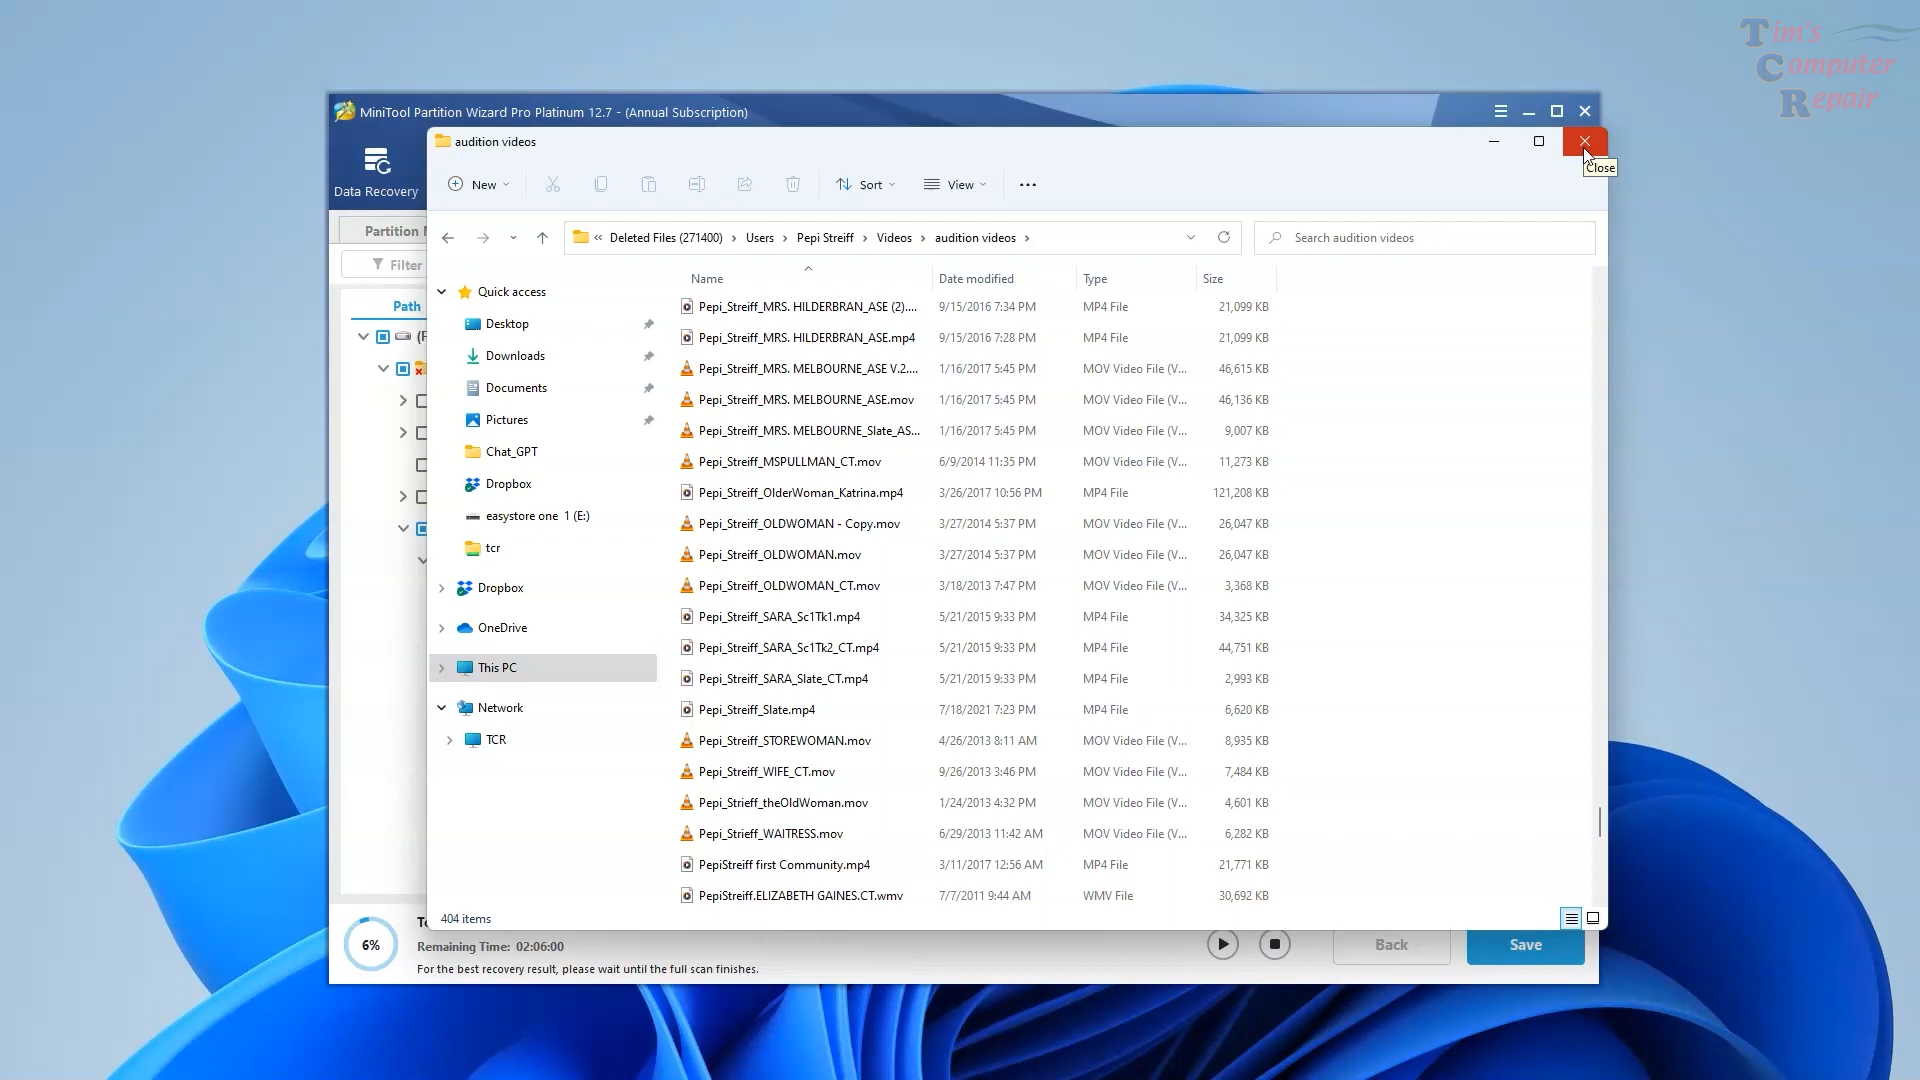 Tim's
Computer
Repair
MiniTool Partition Wizard Pro Platinum 12.7 - (Annual Subscription)
audition videos
Close
Data Recovery
New
Sort
View
Partition
Filter
Deleted Files (271400) > Users > Pepi Streiff > Videos > audition videos >
Search audition videos
Path
Name Date modified Type Size
Quick access
Desktop
Downloads
Documents
Pictures
Chat_GPT
Dropbox
easystore one 1 (E:)
tcr
Dropbox
OneDrive
This PC
Network
TCR
Pepi_Streiff_MRS. HILDERBRAN_ASE (2).... 9/15/2016 7:34 PM MP4 File 21,099 KB
Pepi_Streiff_MRS. HILDERBRAN_ASE.mp4 9/15/2016 7:28 PM MP4 File 21,099 KB
Pepi_Streiff_MRS. MELBOURNE_ASE V.2.... 1/16/2017 5:45 PM MOV Video File (V... 46,615 KB
Pepi_Streiff_MRS. MELBOURNE_ASE.mov 1/16/2017 5:45 PM MOV Video File (V... 46,136 KB
Pepi_Streiff_MRS. MELBOURNE_Slate_AS... 1/16/2017 5:45 PM MOV Video File (V... 9,007 KB
Pepi_Streiff_MSPULLMAN_CT.mov 6/9/2014 11:35 PM MOV Video File (V... 11,273 KB
Pepi_Streiff_OlderWoman_Katrina.mp4 3/26/2017 10:56 PM MP4 File 121,208 KB
Pepi_Streiff_OLDWOMAN - Copy.mov 3/27/2014 5:37 PM MOV Video File (V... 26,047 KB
Pepi_Streiff_OLDWOMAN.mov 3/27/2014 5:37 PM MOV Video File (V... 26,047 KB
Pepi_Streiff_OLDWOMAN_CT.mov 3/18/2013 7:47 PM MOV Video File (V... 3,368 KB
Pepi_Streiff_SARA_Sc1Tk1.mp4 5/21/2015 9:33 PM MP4 File 34,325 KB
Pepi_Streiff_SARA_Sc1Tk2_CT.mp4 5/21/2015 9:33 PM MP4 File 44,751 KB
Pepi_Streiff_SARA_Slate_CT.mp4 5/21/2015 9:33 PM MP4 File 2,993 KB
Pepi_Streiff_Slate.mp4 7/18/2021 7:23 PM MP4 File 6,620 KB
Pepi_Streiff_STOREWOMAN.mov 4/26/2013 8:11 AM MOV Video File (V... 8,935 KB
Pepi_Streiff_WIFE_CT.mov 9/26/2013 3:46 PM MOV Video File (V... 7,484 KB
Pepi_Strieff_theOldWoman.mov 1/24/2013 4:32 PM MOV Video File (V... 4,601 KB
Pepi_Strieff_WAITRESS.mov 6/29/2013 11:42 AM MOV Video File (V... 6,282 KB
PepiStreiff first Community.mp4 3/11/2017 12:56 AM MP4 File 21,771 KB
PepiStreiff.ELIZABETH GAINES.CT.wmv 7/7/2011 9:44 AM WMV File 30,692 KB
404 items
6%
Remaining Time: 02:06:00
For the best recovery result, please wait until the full scan finishes.
Back
Save